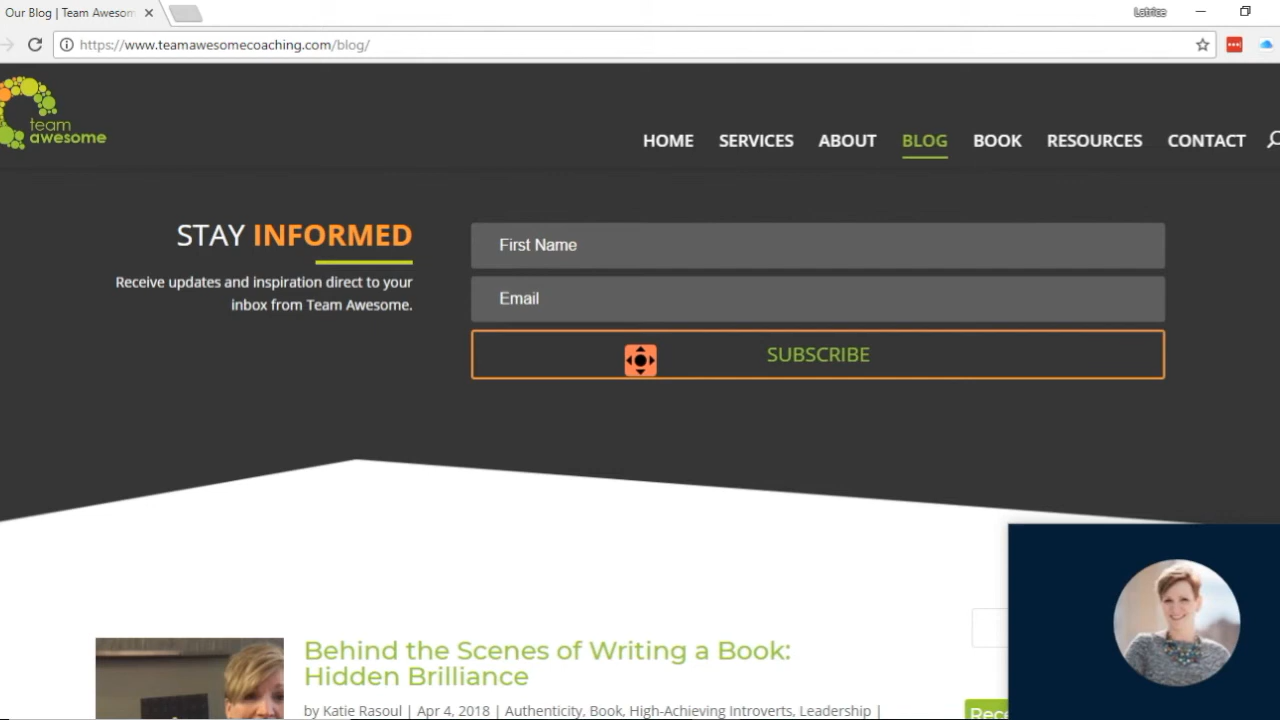 Our Blog | Team Awesom
Latrice
https://www.teamawesomecoaching.com/blog/
team
awesome
HOME SERVICES ABOUT BLOG BOOK RESOURCES CONTACT
STAY INFORMED
Receive updates and inspiration direct to your
inbox from Team Awesome.
First Name
Email
SUBSCRIBE
Behind the Scenes of Writing a Book:
Hidden Brilliance
by Katie Rasoul | Apr 4, 2018 | Authenticity, Book, High-Achieving Introverts, Leadership |
Rece